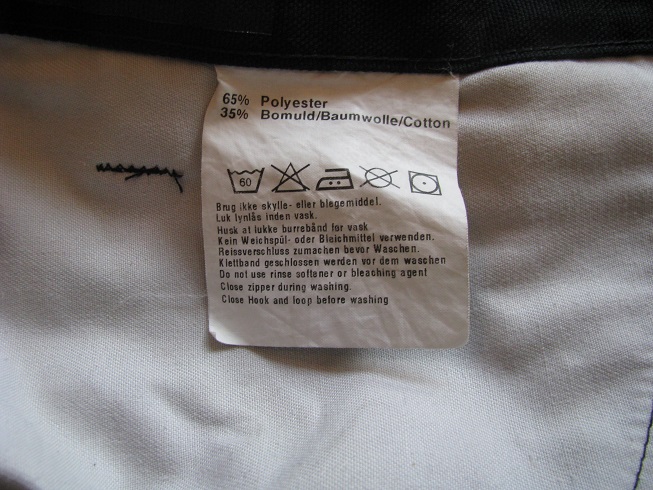 65% Polyester
35% Bomuld/Baumwolle/Cotton
60
Brug ikke skylle- eller blegemiddel.
Luk lynlås inden vask.
Husk at lukke burrebånd for vask
Kein Weichspül- oder Bleichmittel verwenden.
Reissverschluss zumachen bevor Waschen.
Klettband geschlossen werden vor dem waschen
Do not use rinse softener or bleaching agent
Close zipper during washing.
Close Hook and loop before washing